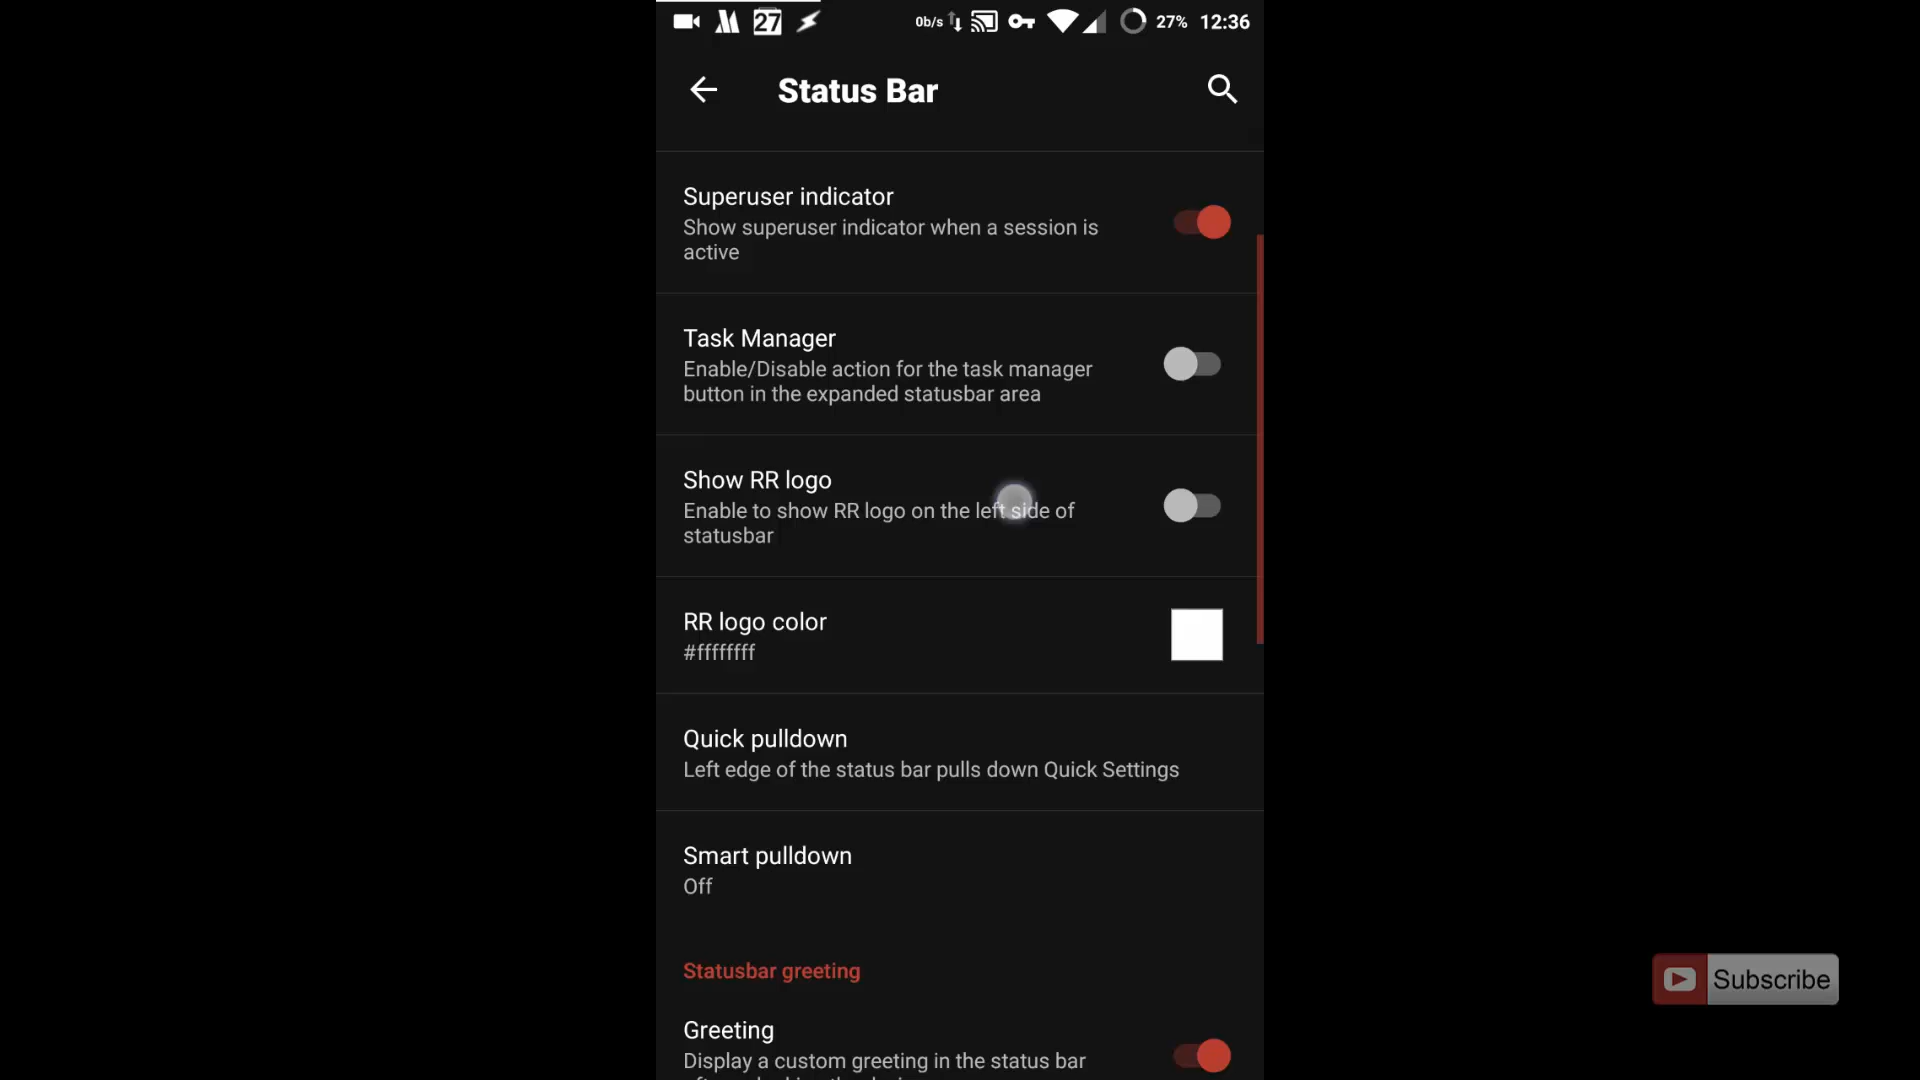 27 0b/s 27% 12:36
Status Bar
Superuser indicator
Show superuser indicator when a session is
active
Task Manager
Enable/Disable action for the task manager
button in the expanded statusbar area
Show RR logo
Enable to show RR logo on the left side of
statusbar
RR logo color
#ffffffff
Quick pulldown
Left edge of the status bar pulls down Quick Settings
Smart pulldown
Off
Statusbar greeting
Greeting
Display a custom greeting in the status bar
Subscribe